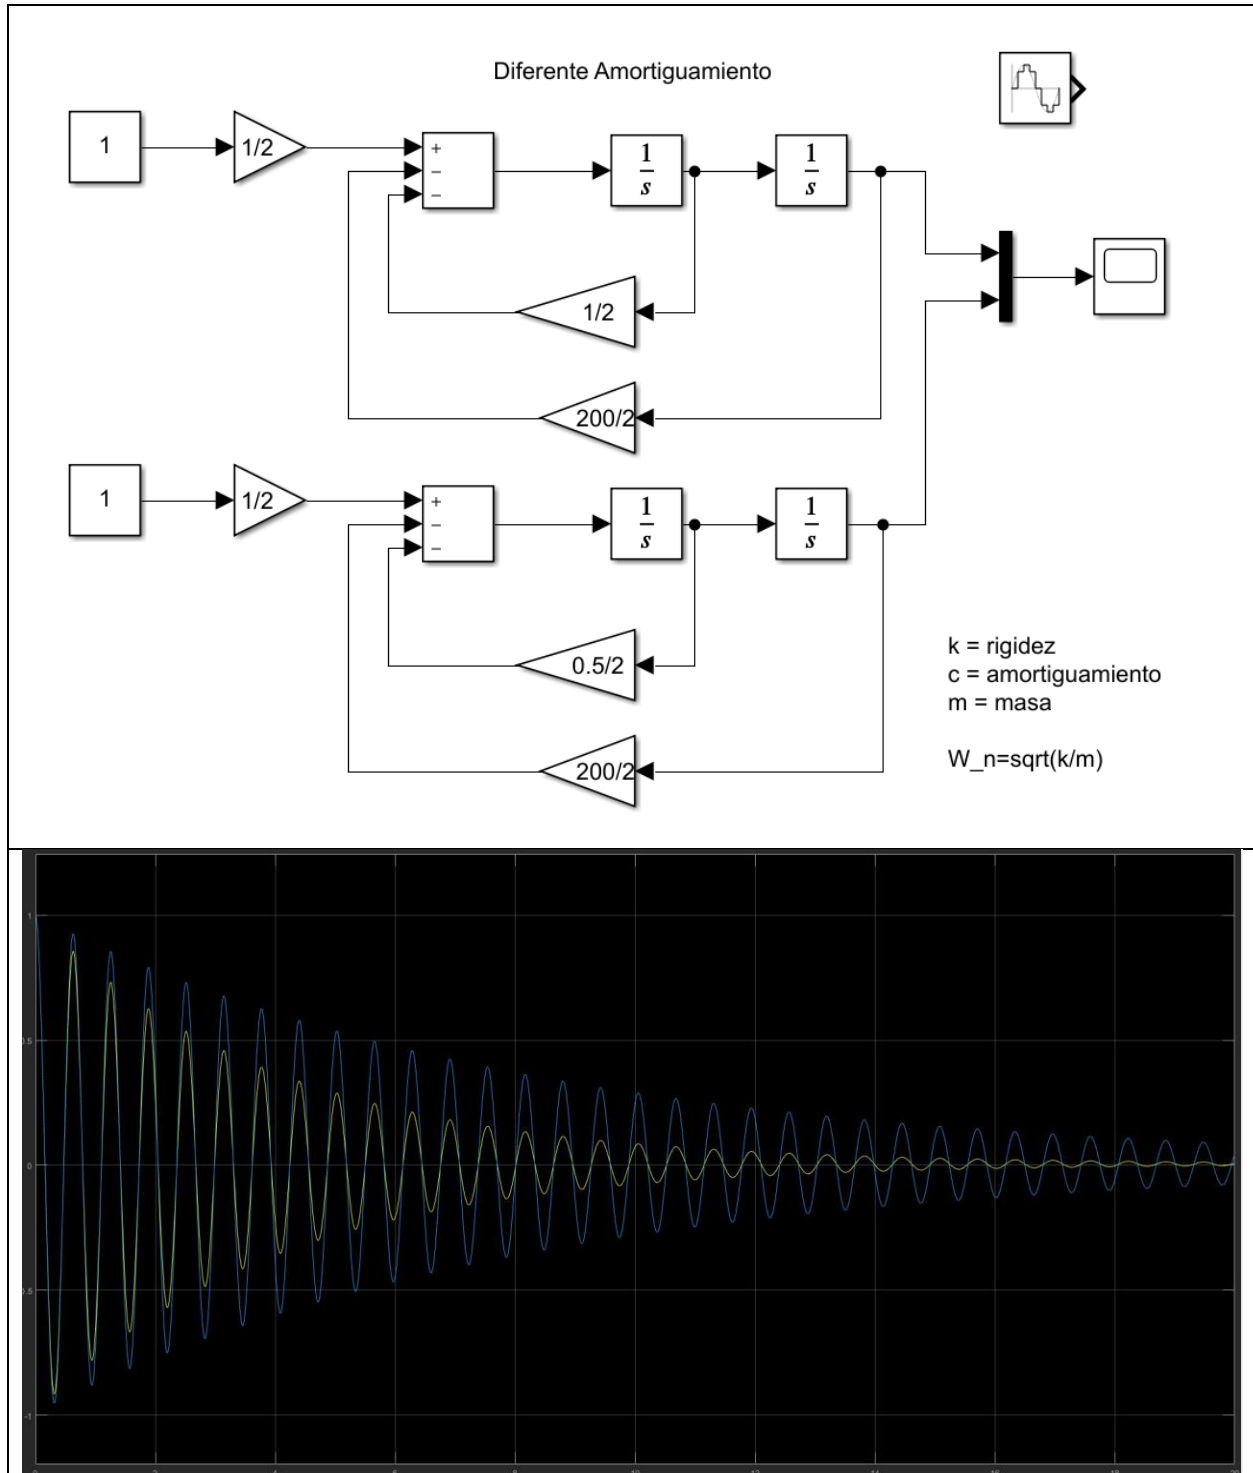 Diferente Amortiguamiento
1
1/2
+
−
−
1
s
1
s
1/2
200/2
1
1/2
+
−
−
1
s
1
s
0.5/2
200/2
k = rigidez
c = amortiguamiento
m = masa
W_n=sqrt(k/m)
1
0.5
0
-1